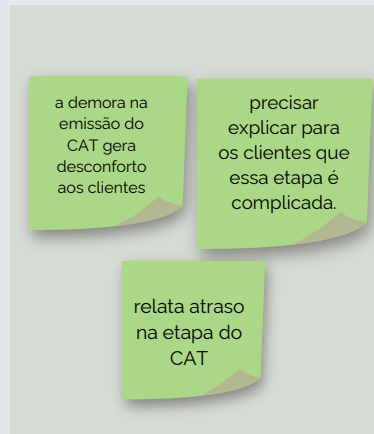 a demora na
emissão do
CAT gera
desconforto
aos clientes
precisar
explicar para
os clientes que
essa etapa é
complicada.
relata atraso
na etapa do
CAT